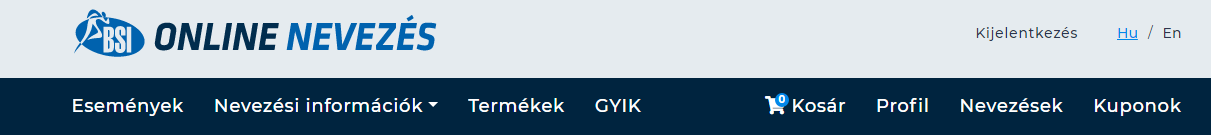 BSI ONLINE NEVEZÉS
Kijelentkezés Hu / En
Események Nevezési információk Termékek GYIK 0 Kosár Profil Nevezések Kuponok